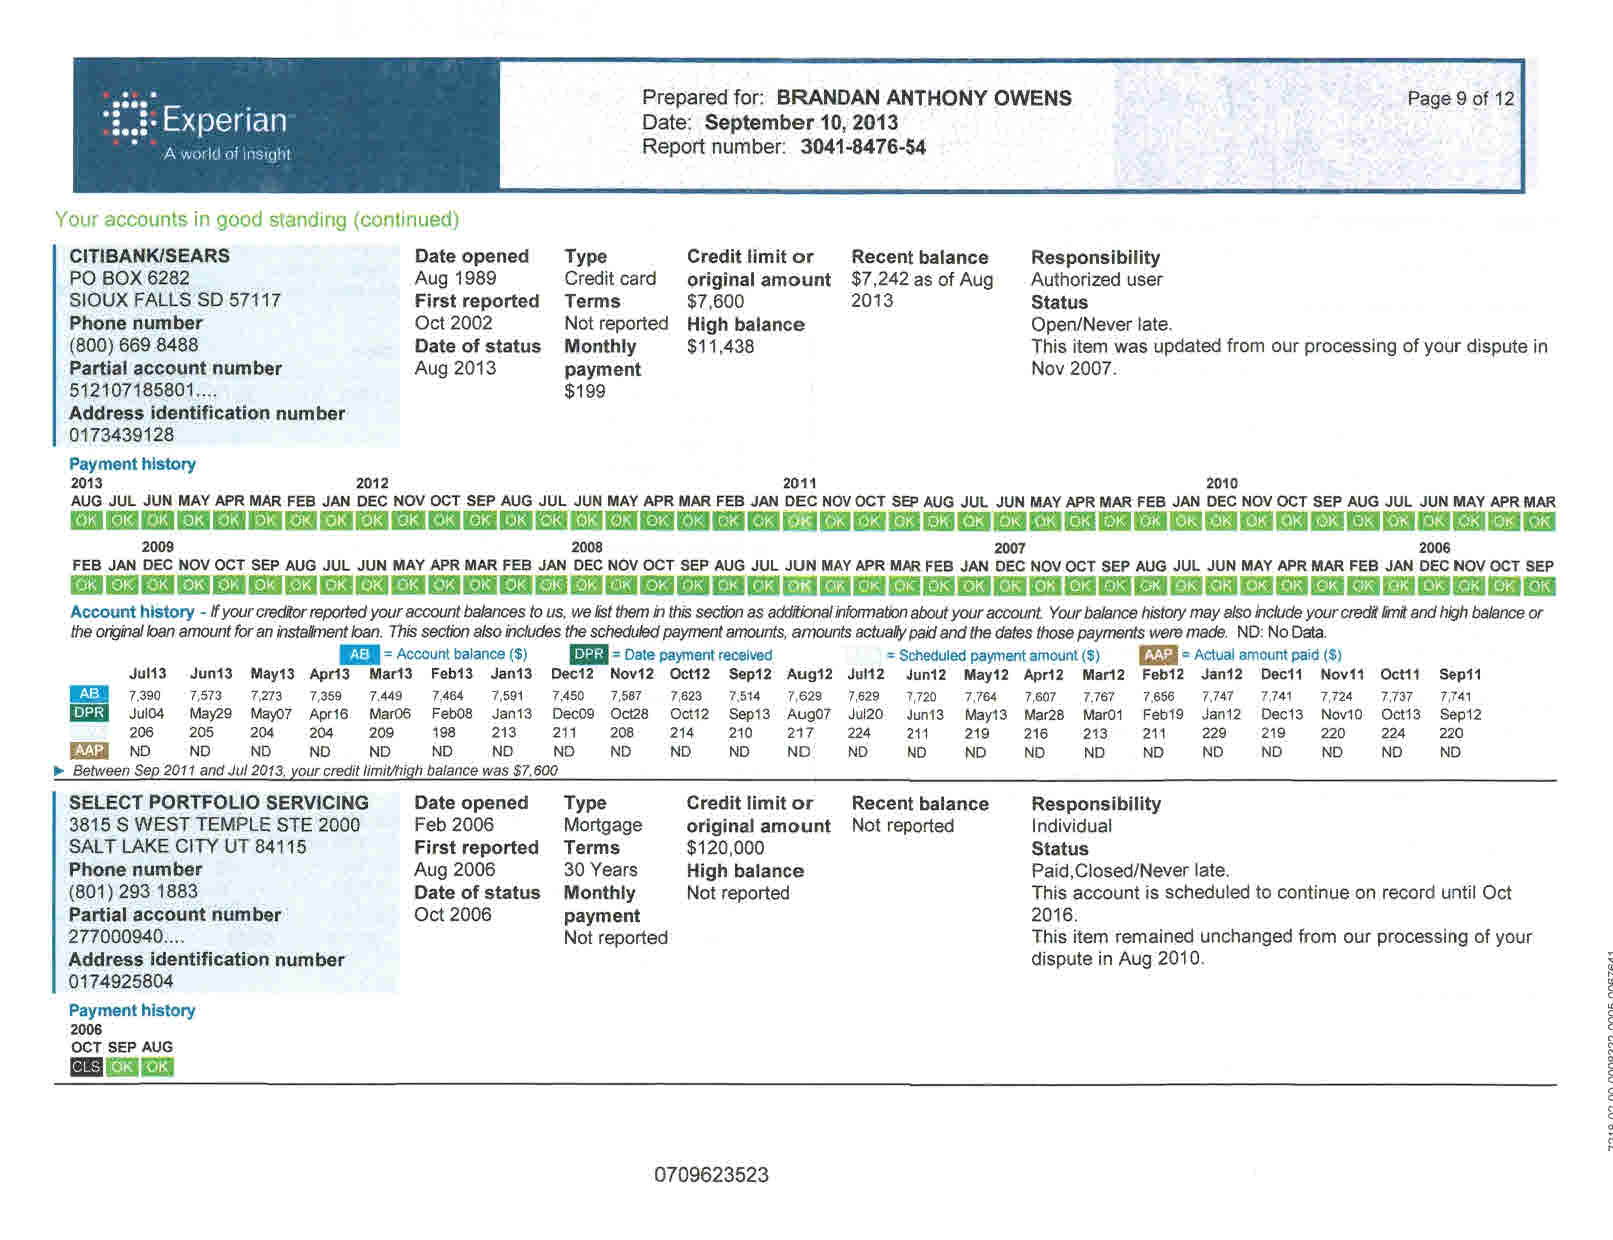 Experian
A world of insight
Prepared for: BRANDAN ANTHONY OWENS
Date: September 10, 2013
Report number: 3041-8476-54
Page 9 of 12
Your accounts in good standing (continued)
CITIBANK/SEARS
PO BOX 6282
SIOUX FALLS SD 57117
Phone number
(800) 669 8488
Partial account number
512107185801....
Address identification number
0173439128
Date opened
Aug 1989
First reported
Oct 2002
Date of status
Aug 2013
Type
Credit card
Terms
Not reported
Monthly
payment
$199
Credit limit or
original amount
$7,600
High balance
$11,438
Recent balance
$7,242 as of Aug
2013
Responsibility
Authorized user
Status
Open/Never late.
This item was updated from our processing of your dispute in
Nov 2007.
Payment history
2013 2012 2011 2010
AUG JUL JUN MAY APR MAR FEB JAN DEC NOV OCT SEP AUG JUL JUN MAY APR MAR FEB JAN DEC NOV OCT SEP AUG JUL JUN MAY APR MAR FEB JAN DEC NOV OCT SEP AUG JUL JUN MAY APR MAR
OK OK OK OK OK OK OK OK OK OK OK OK OK OK OK OK OK OK OK OK OK OK OK OK OK OK OK OK OK OK OK OK OK OK OK OK OK OK OK OK OK OK
2009 2008 2007 2006
FEB JAN DEC NOV OCT SEP AUG JUL JUN MAY APR MAR FEB JAN DEC NOV OCT SEP AUG JUL JUN MAY APR MAR FEB JAN DEC NOV OCT SEP AUG JUL JUN MAY APR MAR FEB JAN DEC NOV OCT SEP
OK OK OK OK OK OK OK OK OK OK OK OK OK OK OK OK OK OK OK OK OK OK OK OK OK OK OK OK OK OK OK OK OK OK OK OK OK OK OK OK OK OK
Account history - If your creditor reported your account balances to us, we list them in this section as additional information about your account. Your balance history may also include your credit limit and high balance or
the original loan amount for an installment loan. This section also includes the scheduled payment amounts, amounts actually paid and the dates those payments were made. ND: No Data.
AB = Account balance ($) DPR = Date payment received = Scheduled payment amount ($) AAP = Actual amount paid ($)
Jul13 Jun13 May13 Apr13 Mar13 Feb13 Jan13 Dec12 Nov12 Oct12 Sep12 Aug12 Jul12 Jun12 May12 Apr12 Mar12 Feb12 Jan12 Dec11 Nov11 Oct11 Sep11
AB 7,390 7,573 7,273 7,359 7,449 7,464 7,591 7,450 7,587 7,623 7,514 7,629 7,629 7,720 7,764 7,607 7,767 7,656 7,747 7,741 7,724 7,737 7,741
DPR Jul04 May29 May07 Apr16 Mar06 Feb08 Jan13 Dec09 Oct28 Oct12 Sep13 Aug07 Jul20 Jun13 May13 Mar28 Mar01 Feb19 Jan12 Dec13 Nov10 Oct13 Sep12
206 205 204 204 209 198 213 211 208 214 210 217 224 211 219 216 213 211 229 219 220 224 220
AAP ND ND ND ND ND ND ND ND ND ND ND ND ND ND ND ND ND ND ND ND ND ND ND
Between Sep 2011 and Jul 2013, your credit limit/high balance was $7,600
SELECT PORTFOLIO SERVICING
3815 S WEST TEMPLE STE 2000
SALT LAKE CITY UT 84115
Phone number
(801) 293 1883
Partial account number
277000940....
Address identification number
0174925804
Date opened
Feb 2006
First reported
Aug 2006
Date of status
Oct 2006
Type
Mortgage
Terms
30 Years
Monthly
payment
Not reported
Credit limit or
original amount
$120,000
High balance
Not reported
Recent balance
Not reported
Responsibility
Individual
Status
Paid,Closed/Never late.
This account is scheduled to continue on record until Oct
2016.
This item remained unchanged from our processing of your
dispute in Aug 2010.
Payment history
2006
OCT SEP AUG
CLS OK OK
0709623523